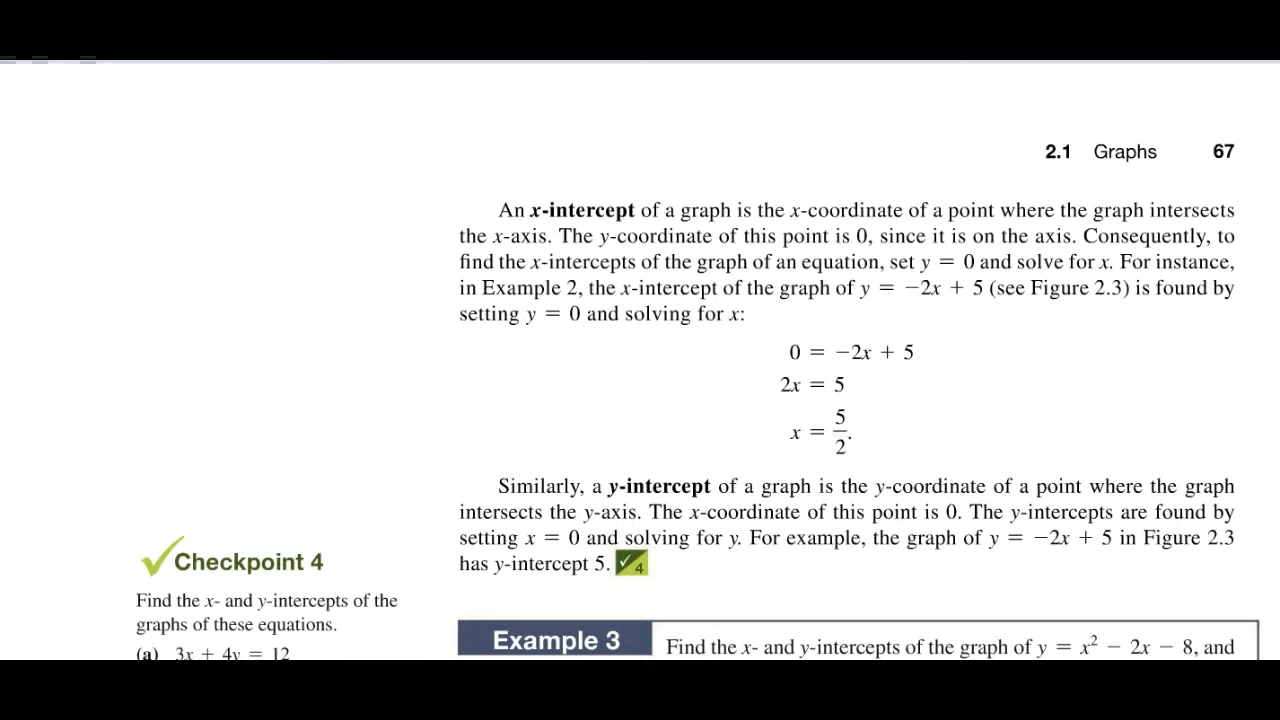 2.1 Graphs 67
An x-intercept of a graph is the x-coordinate of a point where the graph intersects
the x-axis. The y-coordinate of this point is 0, since it is on the axis. Consequently, to
find the x-intercepts of the graph of an equation, set y = 0 and solve for x. For instance,
in Example 2, the x-intercept of the graph of y = −2x + 5 (see Figure 2.3) is found by
setting y = 0 and solving for x:
0 = −2x + 5
2x = 5
x = 5/2.
Similarly, a y-intercept of a graph is the y-coordinate of a point where the graph
intersects the y-axis. The x-coordinate of this point is 0. The y-intercepts are found by
setting x = 0 and solving for y. For example, the graph of y = −2x + 5 in Figure 2.3
has y-intercept 5. ✓4
Checkpoint 4
Find the x- and y-intercepts of the
graphs of these equations.
(a) 3x + 4y = 12
Example 3 Find the x- and y-intercepts of the graph of y = x² − 2x − 8, and